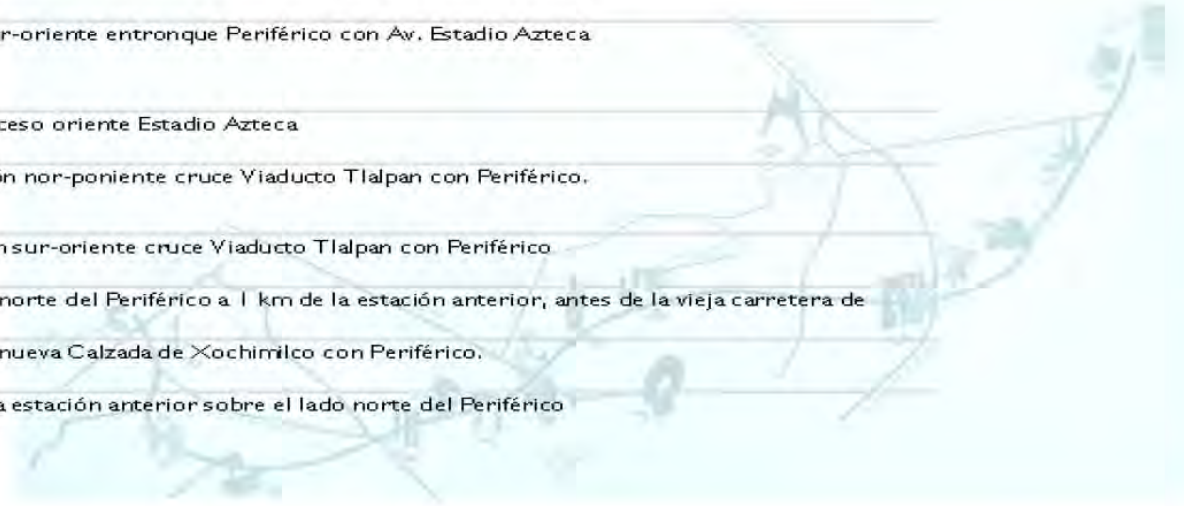 r-oriente entronque Periférico con Av. Estadio Azteca
ceso oriente Estadio Azteca
ón nor-poniente cruce Viaducto Tlalpan con Periférico.
n sur-oriente cruce Viaducto Tlalpan con Periférico
norte del Periférico a 1 km de la estación anterior, antes de la vieja carretera de
nueva Calzada de Xochimilco con Periférico.
a estación anterior sobre el lado norte del Periférico